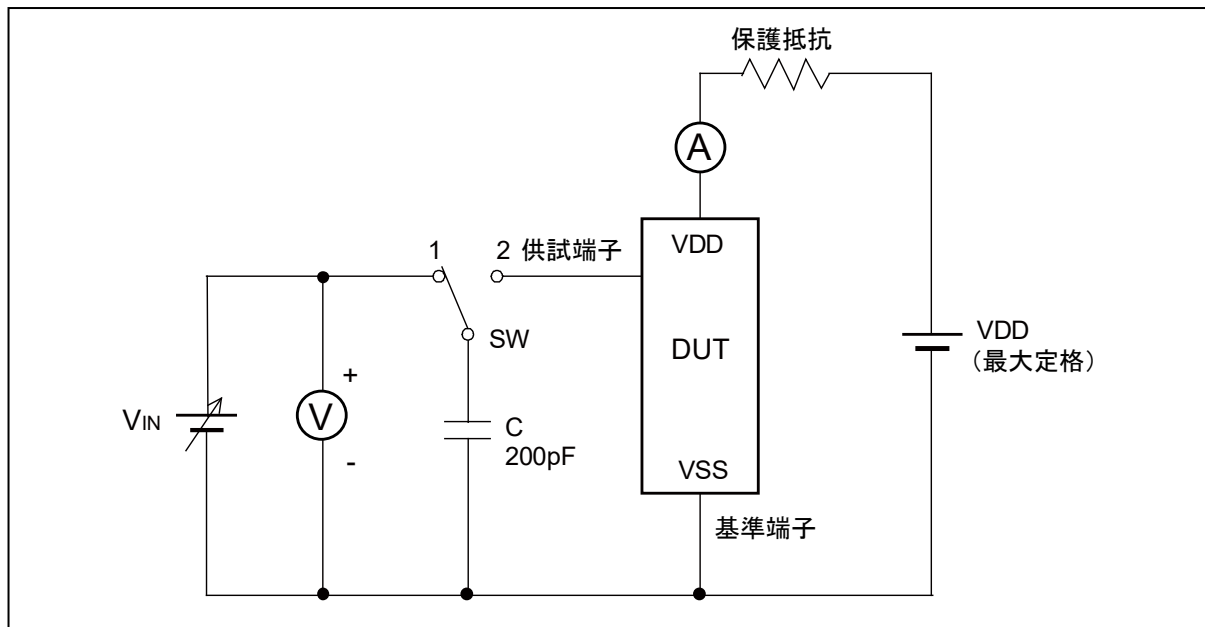 保護抵抗
A
VDD
1
2 供試端子
SW
DUT
VDD
(最大定格)
VIN
+
V
-
C
200pF
VSS
基準端子